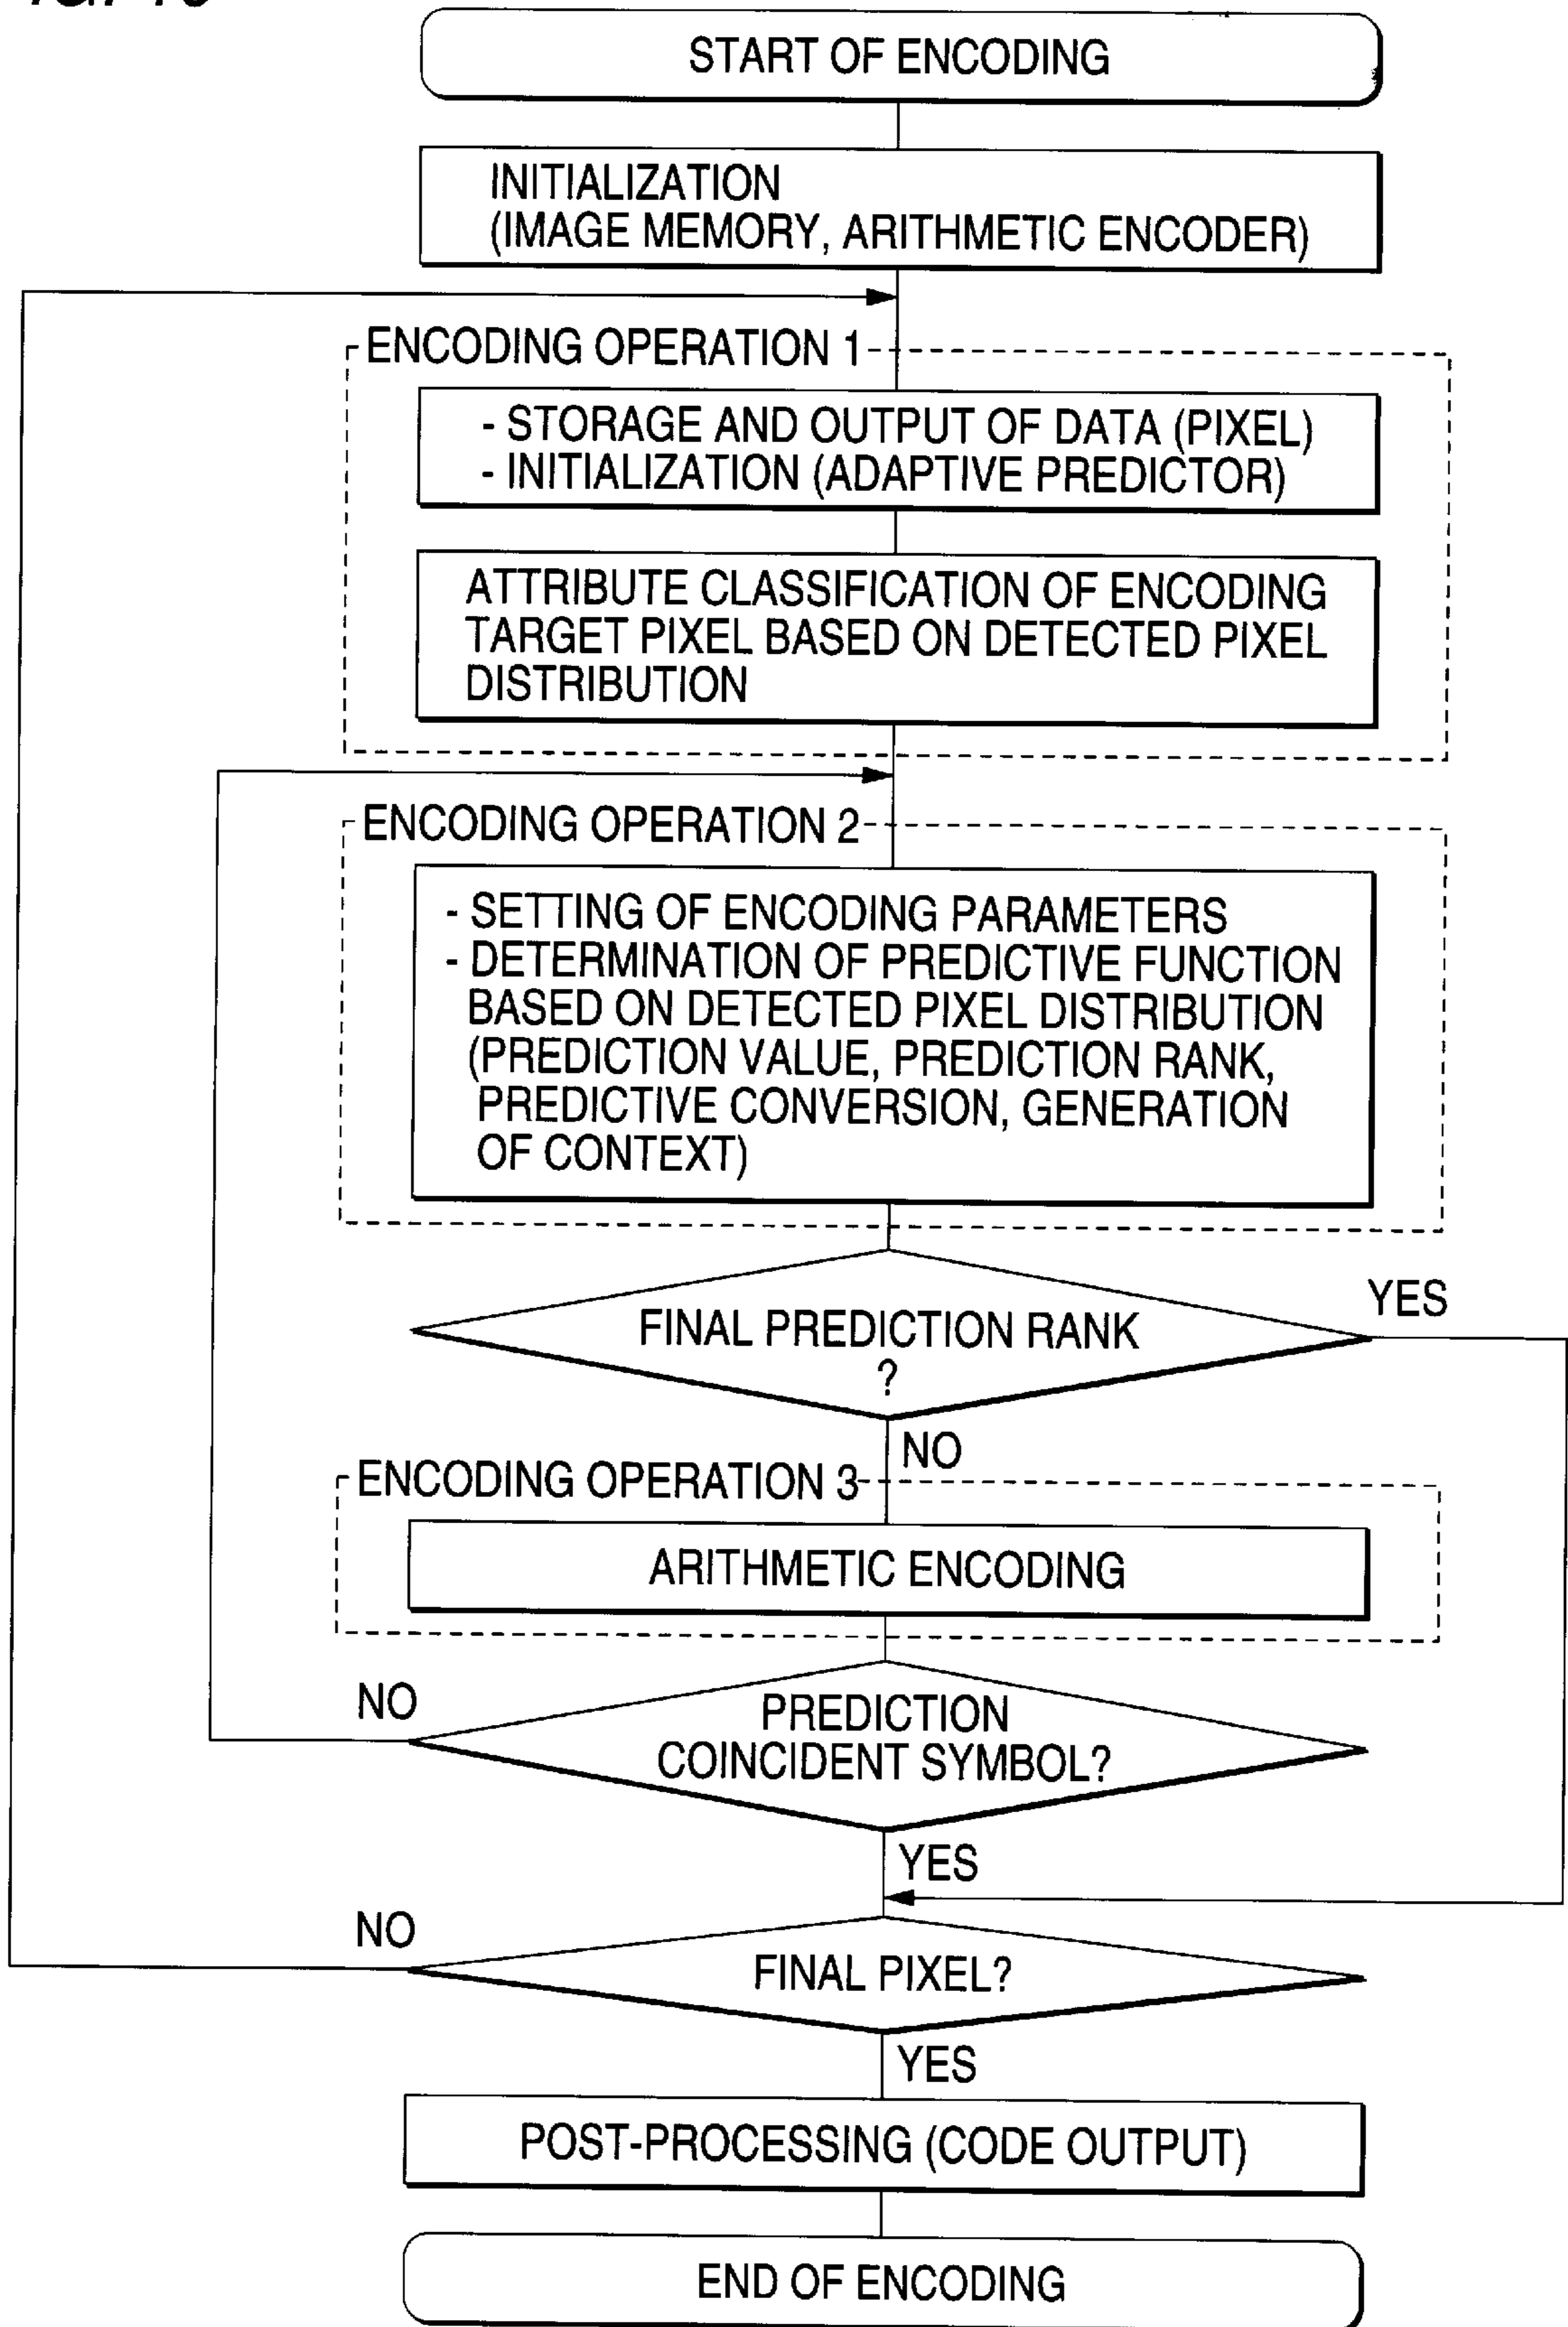 START OF ENCODING
INITIALIZATION
(IMAGE MEMORY, ARITHMETIC ENCODER)
ENCODING OPERATION 1
- STORAGE AND OUTPUT OF DATA (PIXEL)
- INITIALIZATION (ADAPTIVE PREDICTOR)
ATTRIBUTE CLASSIFICATION OF ENCODING
TARGET PIXEL BASED ON DETECTED PIXEL
DISTRIBUTION
ENCODING OPERATION 2
- SETTING OF ENCODING PARAMETERS
- DETERMINATION OF PREDICTIVE FUNCTION
BASED ON DETECTED PIXEL DISTRIBUTION
(PREDICTION VALUE, PREDICTION RANK,
PREDICTIVE CONVERSION, GENERATION
OF CONTEXT)
YES
FINAL PREDICTION RANK
?
NO
ENCODING OPERATION 3
ARITHMETIC ENCODING
NO
PREDICTION
COINCIDENT SYMBOL?
YES
NO
FINAL PIXEL?
YES
POST-PROCESSING (CODE OUTPUT)
END OF ENCODING